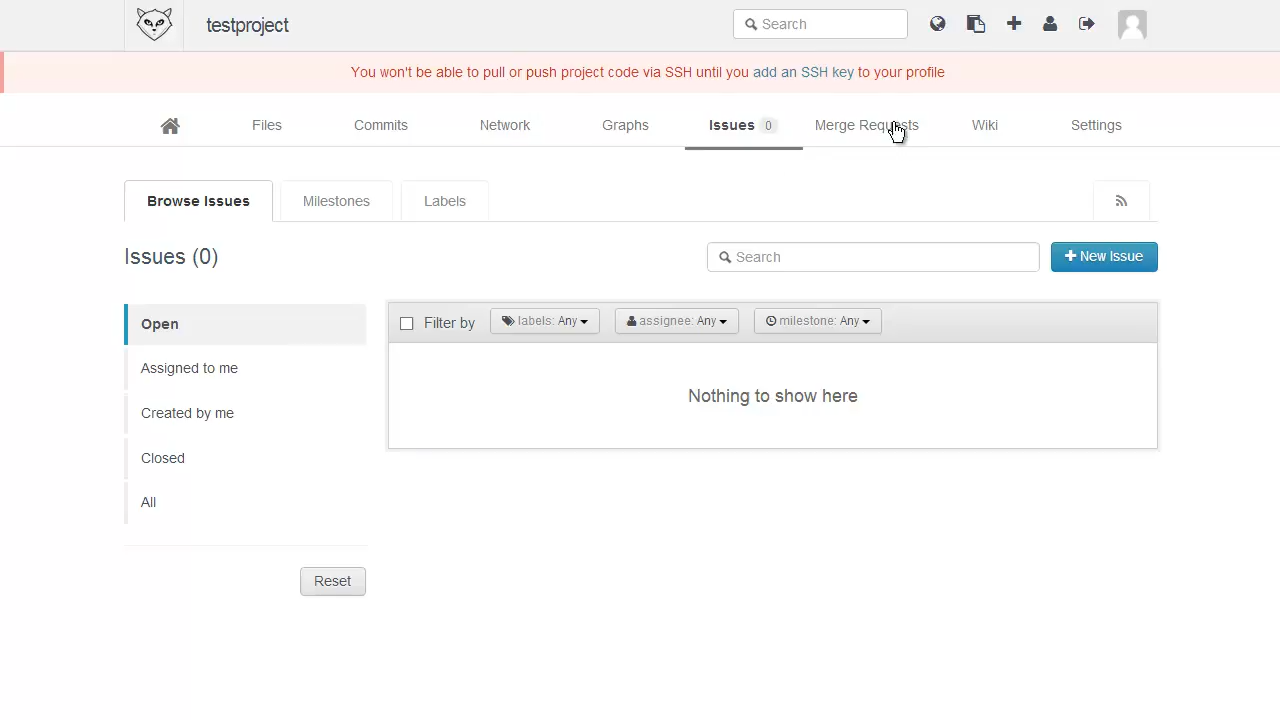 testproject
Search
You won't be able to pull or push project code via SSH until you add an SSH key to your profile
Files
Commits
Network
Graphs
Issues 0
Merge Requests
Wiki
Settings
Browse Issues
Milestones
Labels
Issues (0)
Search
New Issue
Open
Assigned to me
Created by me
Closed
All
Reset
Filter by
labels: Any
assignee: Any
milestone: Any
Nothing to show here